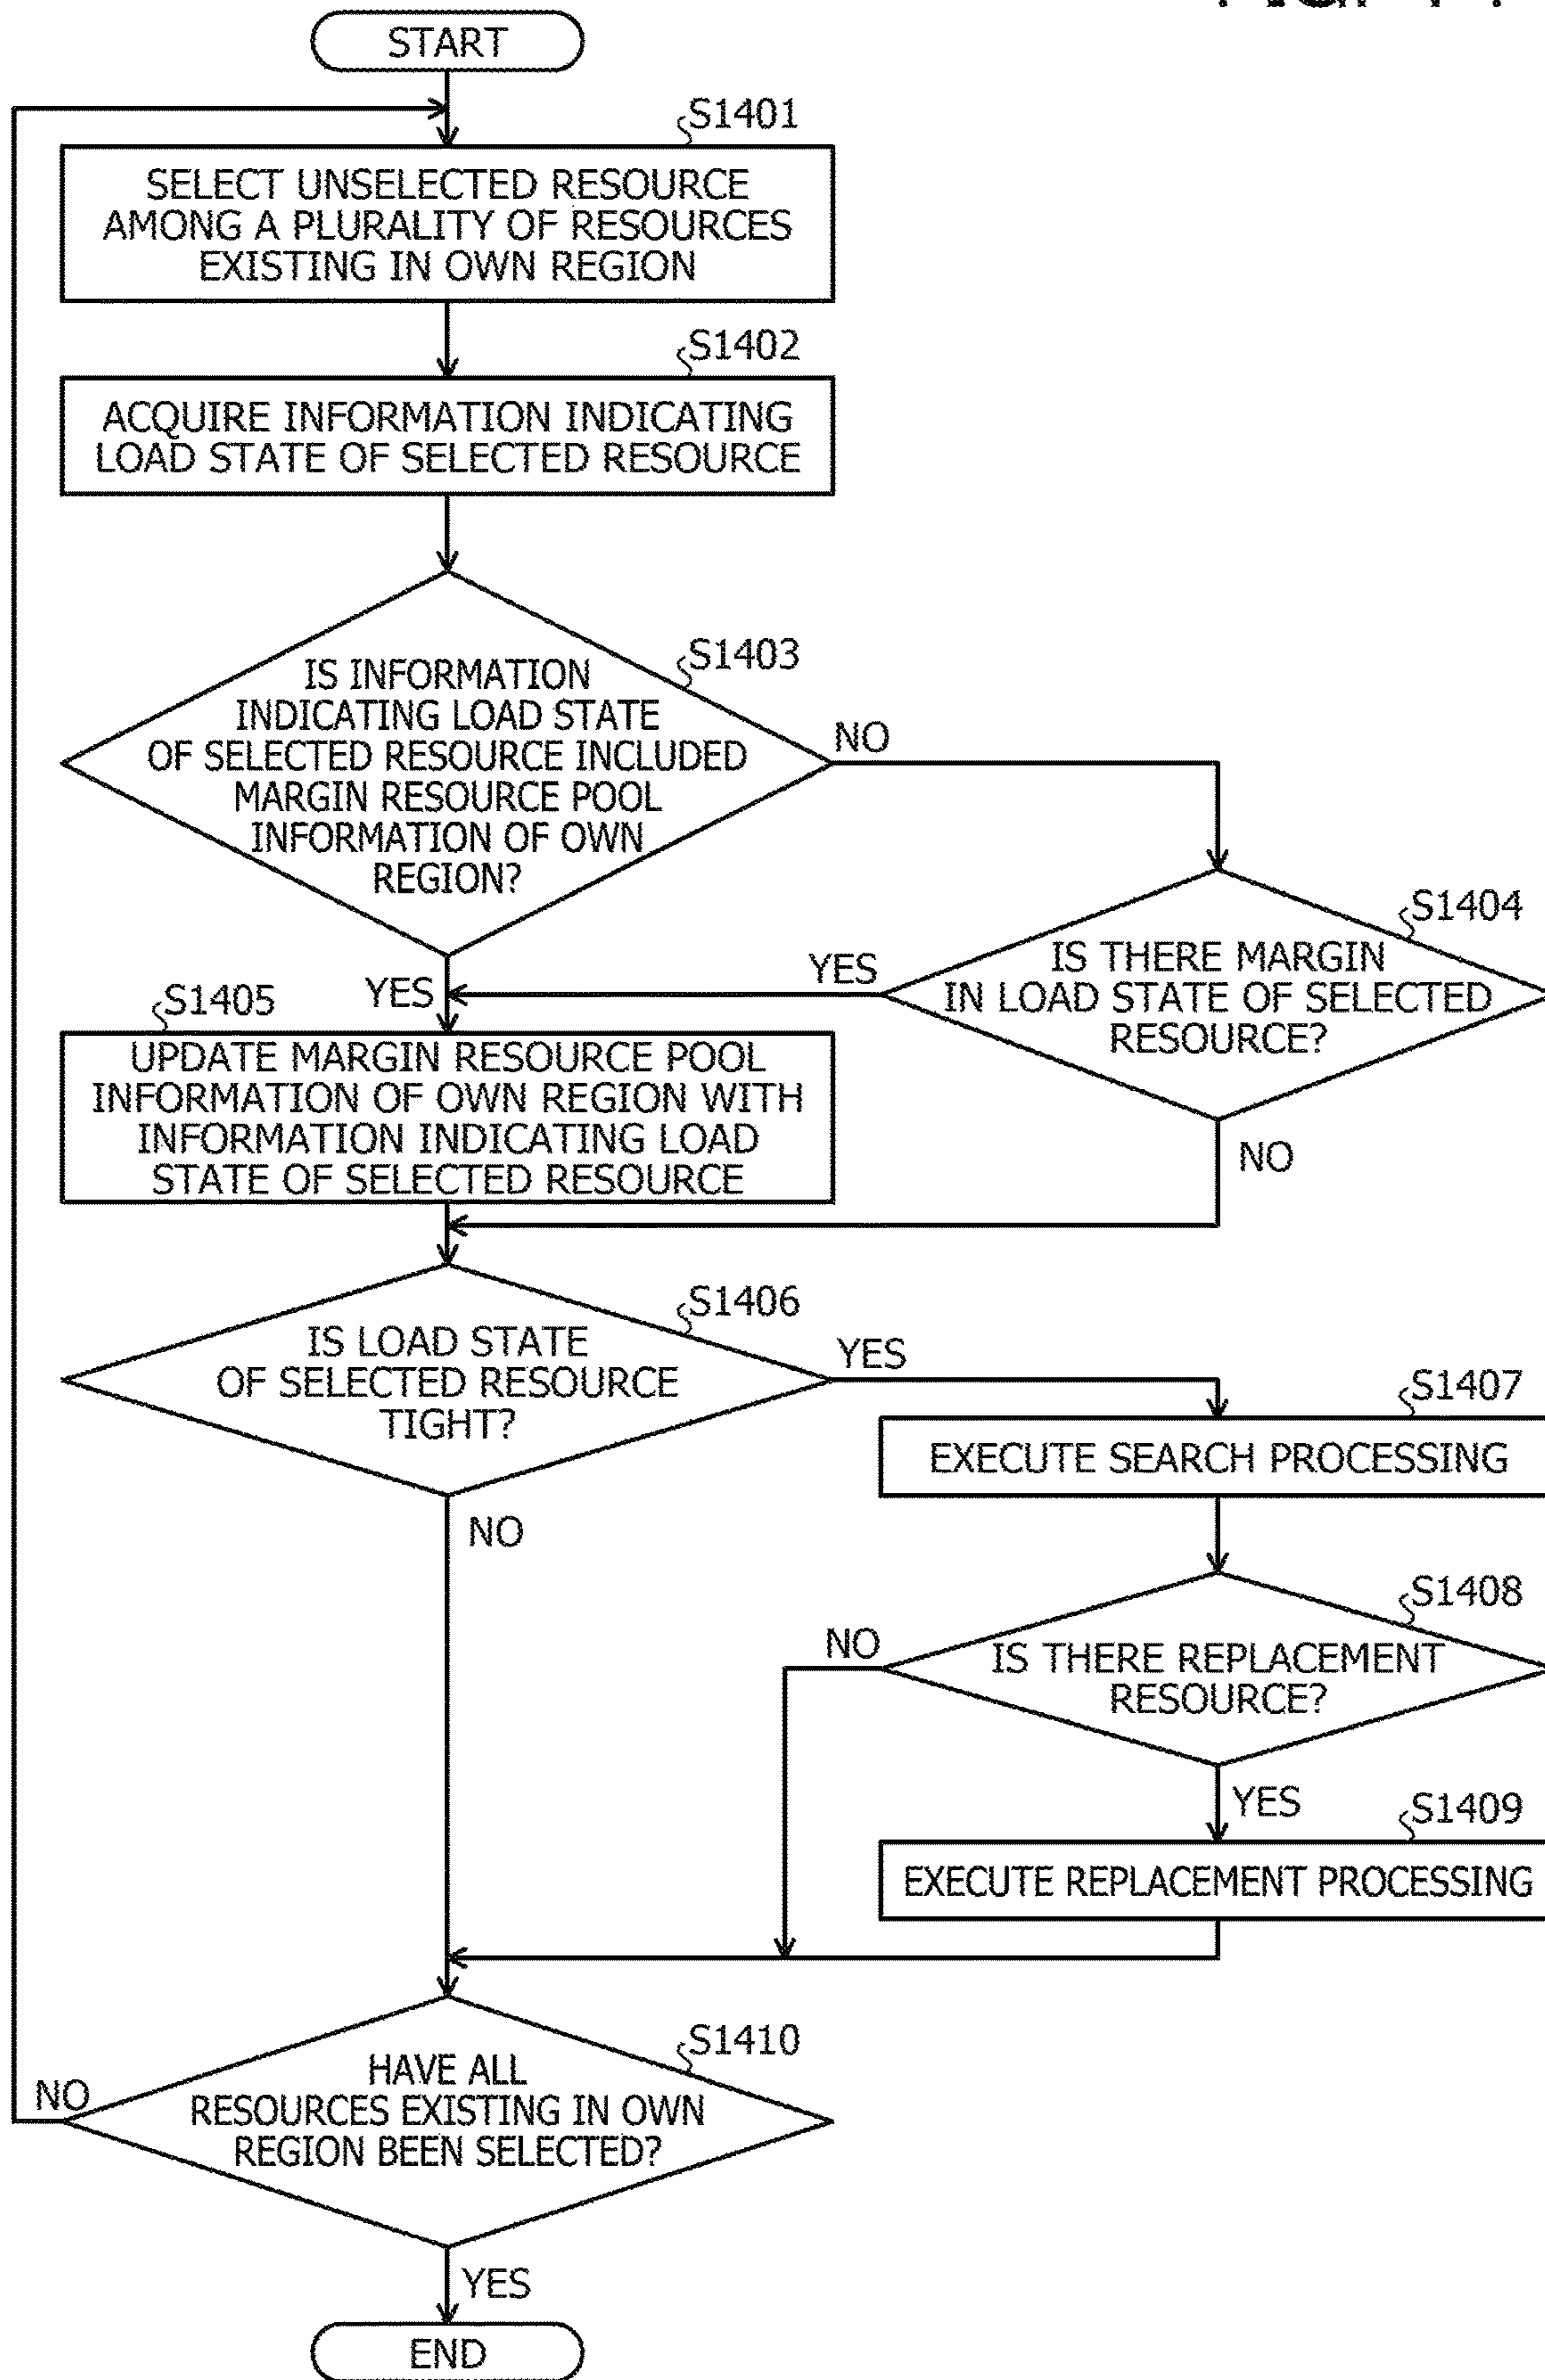 START
S1401
SELECT UNSELECTED RESOURCE
AMONG A PLURALITY OF RESOURCES
EXISTING IN OWN REGION
S1402
ACQUIRE INFORMATION INDICATING
LOAD STATE OF SELECTED RESOURCE
S1403
IS INFORMATION
INDICATING LOAD STATE
OF SELECTED RESOURCE INCLUDED
MARGIN RESOURCE POOL
INFORMATION OF OWN
REGION?
NO
S1404
IS THERE MARGIN
IN LOAD STATE OF SELECTED
RESOURCE?
YES
NO
YES
S1405
UPDATE MARGIN RESOURCE POOL
INFORMATION OF OWN REGION WITH
INFORMATION INDICATING LOAD
STATE OF SELECTED RESOURCE
S1406
IS LOAD STATE
OF SELECTED RESOURCE
TIGHT?
YES
NO
S1407
EXECUTE SEARCH PROCESSING
S1408
IS THERE REPLACEMENT
RESOURCE?
NO
YES
S1409
EXECUTE REPLACEMENT PROCESSING
S1410
HAVE ALL
RESOURCES EXISTING IN OWN
REGION BEEN SELECTED?
NO
YES
END